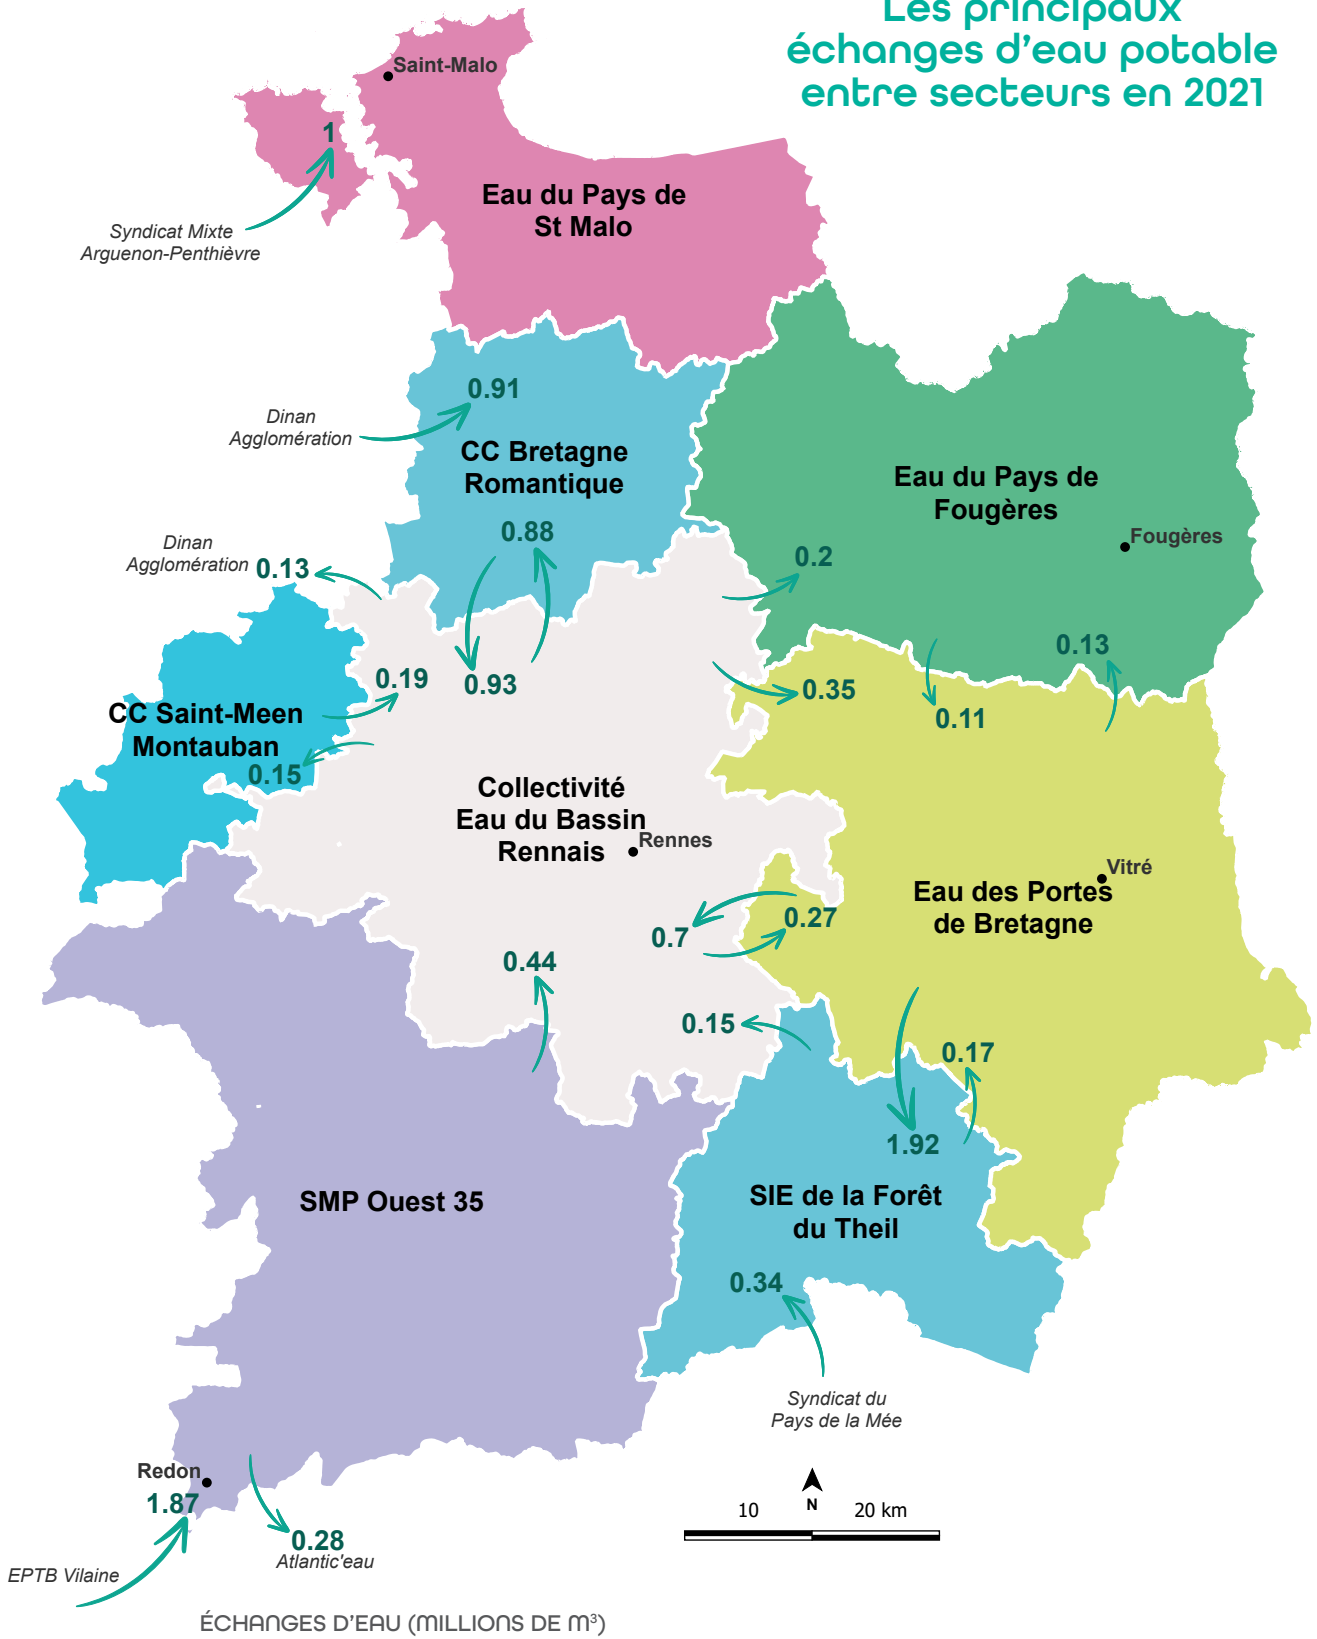 Les principaux
échanges d'eau potable
entre secteurs en 2021
Saint-Malo
1
Eau du Pays de
St Malo
Syndicat Mixte
Arguenon-Penthièvre
0.91
Dinan
Agglomération
CC Bretagne
Romantique
Eau du Pays de
Fougères
Fougères
0.88
Dinan
Agglomération
0.13
0.2
0.13
0.19
0.93
0.35
0.11
CC Saint-Meen
Montauban
0.15
Collectivité
Eau du Bassin
Rennais
Rennes
Vitré
Eau des Portes
de Bretagne
0.27
0.7
0.44
0.15
0.17
1.92
SMP Ouest 35
SIE de la Forêt
du Theil
0.34
Syndicat du
Pays de la Mée
Redon
1.87
0.28
Atlantic'eau
EPTB Vilaine
N
10
20 km
ÉCHANGES D'EAU (MILLIONS DE M³)